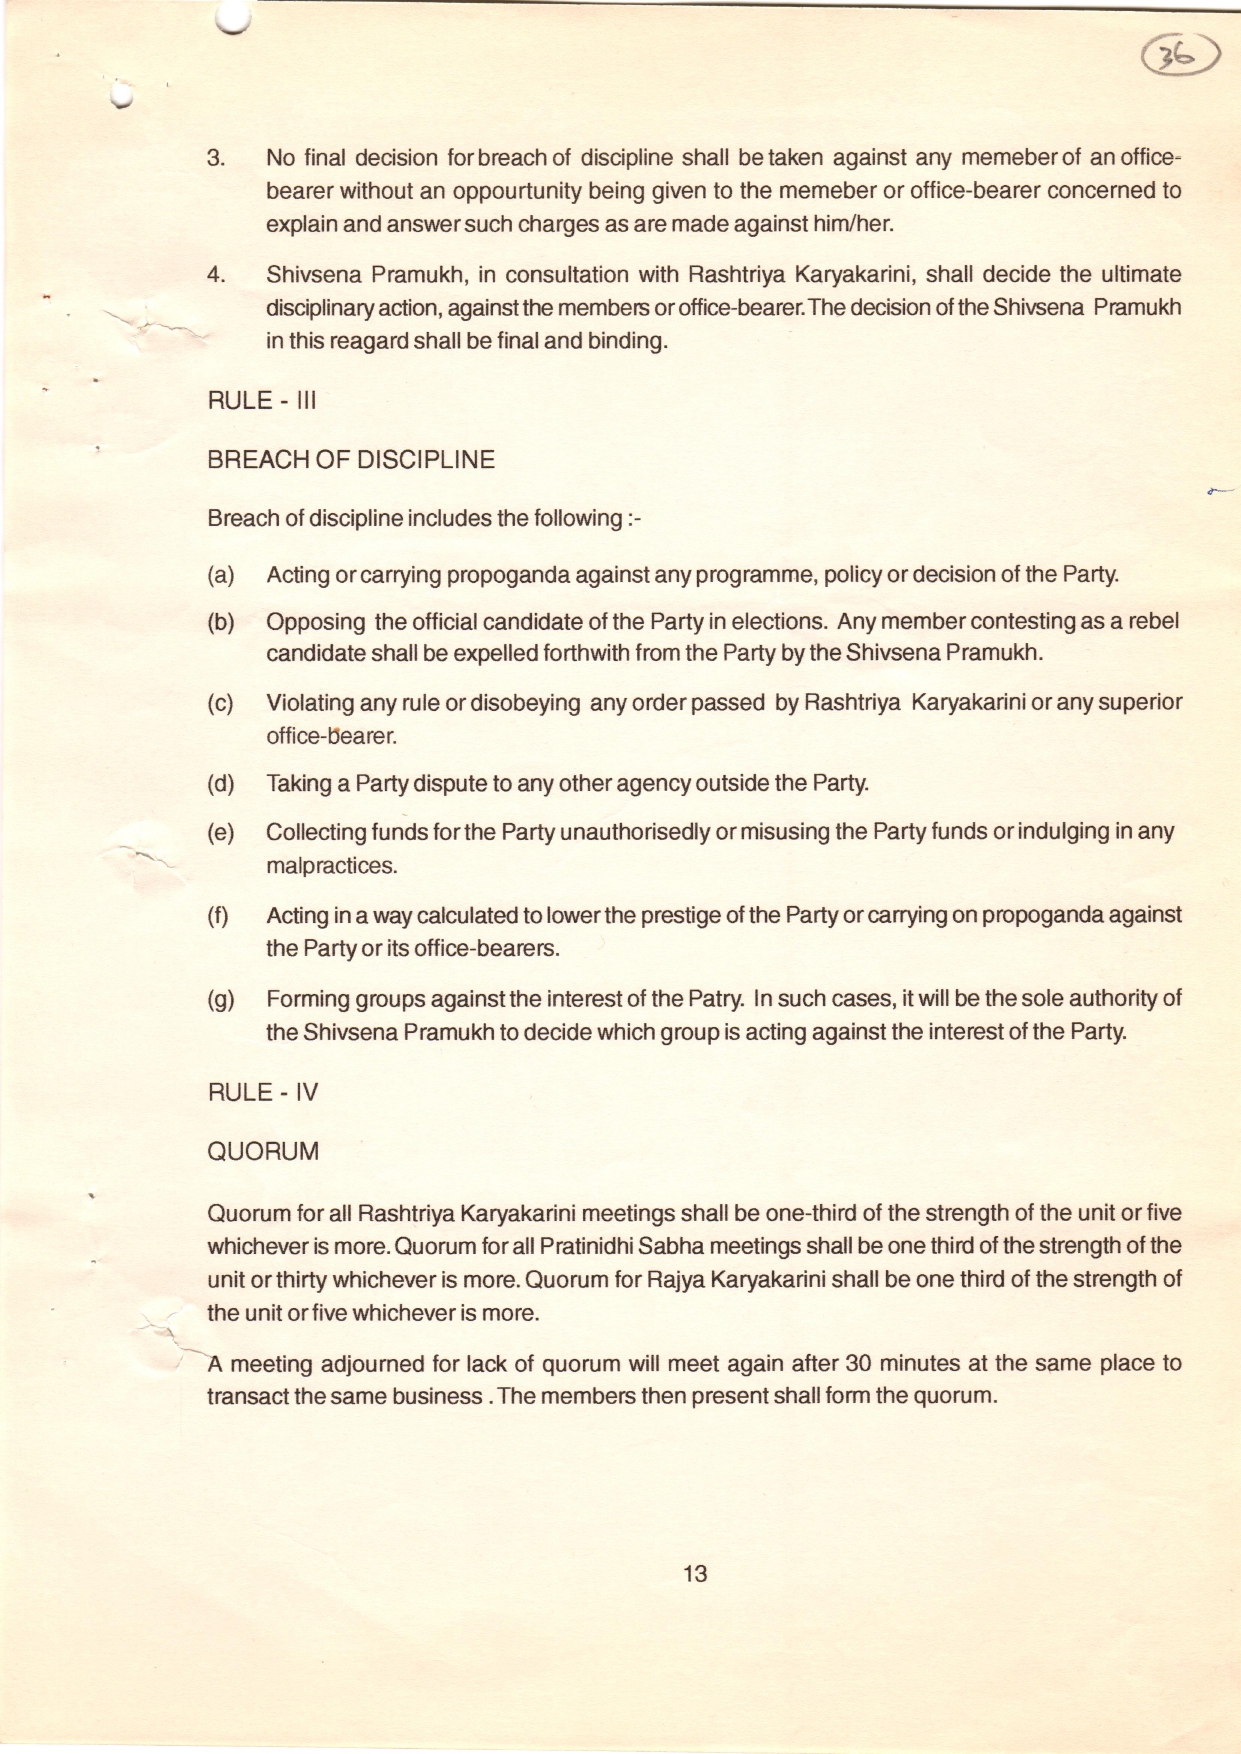 36
3. No final decision for breach of discipline shall be taken against any memeber of an office-
bearer without an oppourtunity being given to the memeber or office-bearer concerned to
explain and answer such charges as are made against him/her.
4. Shivsena Pramukh, in consultation with Rashtriya Karyakarini, shall decide the ultimate
disciplinary action, against the members or office-bearer. The decision of the Shivsena Pramukh
in this reagard shall be final and binding.
RULE - III
BREACH OF DISCIPLINE
Breach of discipline includes the following :-
(a) Acting or carrying propoganda against any programme, policy or decision of the Party.
(b) Opposing the official candidate of the Party in elections. Any member contesting as a rebel
candidate shall be expelled forthwith from the Party by the Shivsena Pramukh.
(c) Violating any rule or disobeying any order passed by Rashtriya Karyakarini or any superior
office-bearer.
(d) Taking a Party dispute to any other agency outside the Party.
(e) Collecting funds for the Party unauthorisedly or misusing the Party funds or indulging in any
malpractices.
(f) Acting in a way calculated to lower the prestige of the Party or carrying on propoganda against
the Party or its office-bearers.
(g) Forming groups against the interest of the Patry. In such cases, it will be the sole authority of
the Shivsena Pramukh to decide which group is acting against the interest of the Party.
RULE - IV
QUORUM
Quorum for all Rashtriya Karyakarini meetings shall be one-third of the strength of the unit or five
whichever is more. Quorum for all Pratinidhi Sabha meetings shall be one third of the strength of the
unit or thirty whichever is more. Quorum for Rajya Karyakarini shall be one third of the strength of
the unit or five whichever is more.
A meeting adjourned for lack of quorum will meet again after 30 minutes at the same place to
transact the same business . The members then present shall form the quorum.
13